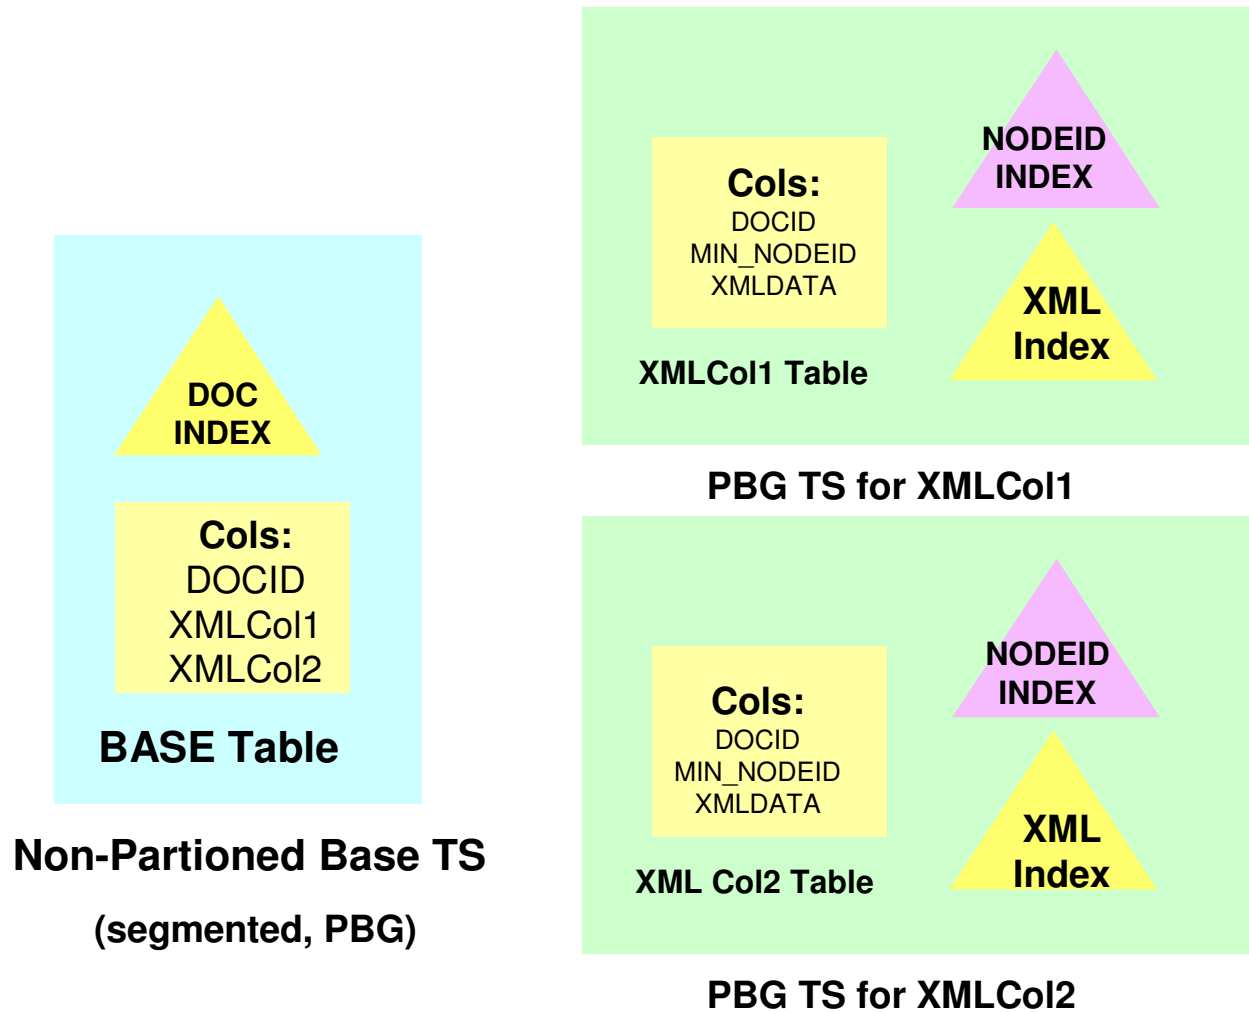 DOC
INDEX
Cols:
DOCID
XMLCol1
XMLCol2
BASE Table
Non-Partioned Base TS
(segmented, PBG)
Cols:
DOCID
MIN_NODEID
XMLDATA
XMLCol1 Table
NODEID
INDEX
XML
Index
PBG TS for XMLCol1
Cols:
DOCID
MIN_NODEID
XMLDATA
XML Col2 Table
NODEID
INDEX
XML
Index
PBG TS for XMLCol2